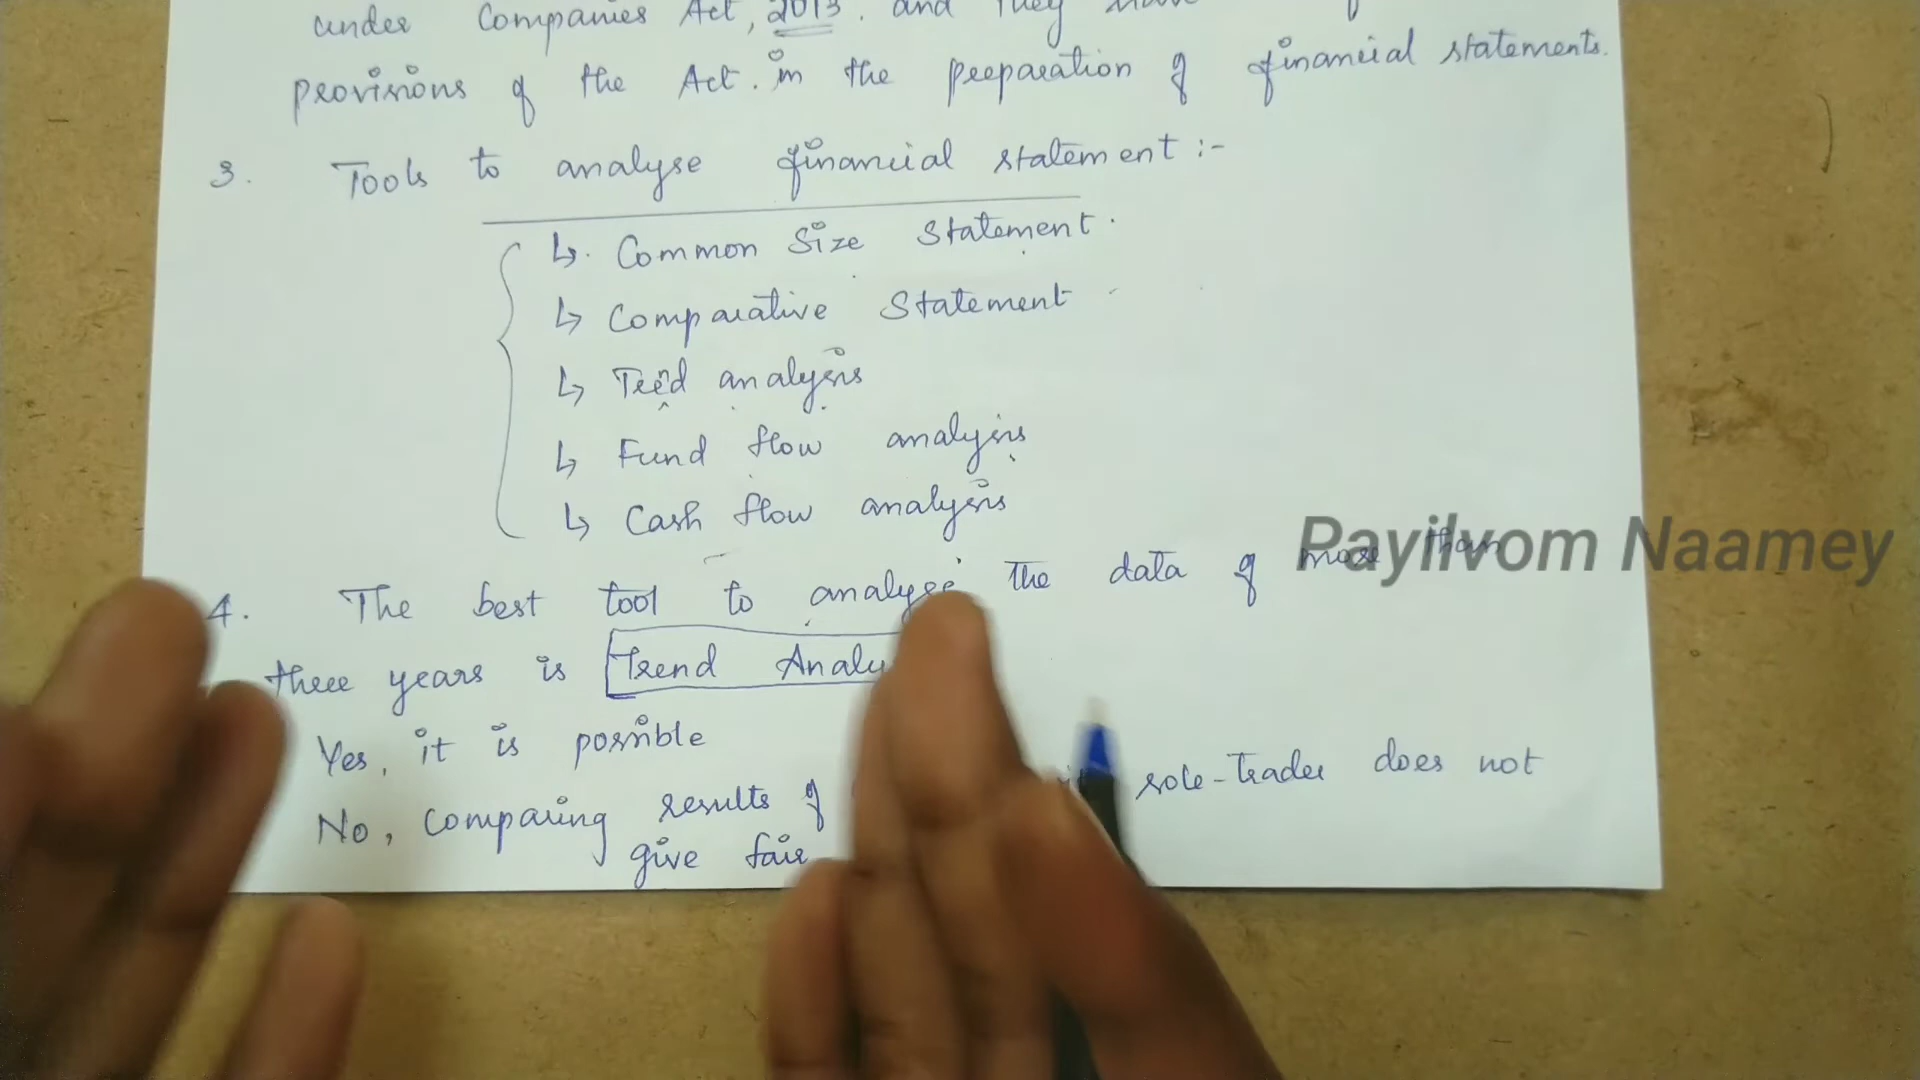 under Companies Act, 2013. and they
provisions of the Act. in the preparation of financial statements.
3. Tools to analyse financial statement :-
↳. Common Size Statement.
↳ Comparative Statement
↳ Trend analysis
↳ Fund flow analysis
↳ Cash flow analysis
Payilvom Naamey
4. The best tool to analyse the data of more than
three years is Trend
Yes, it is possible
No, Comparing results of sole-trader does not
give fair